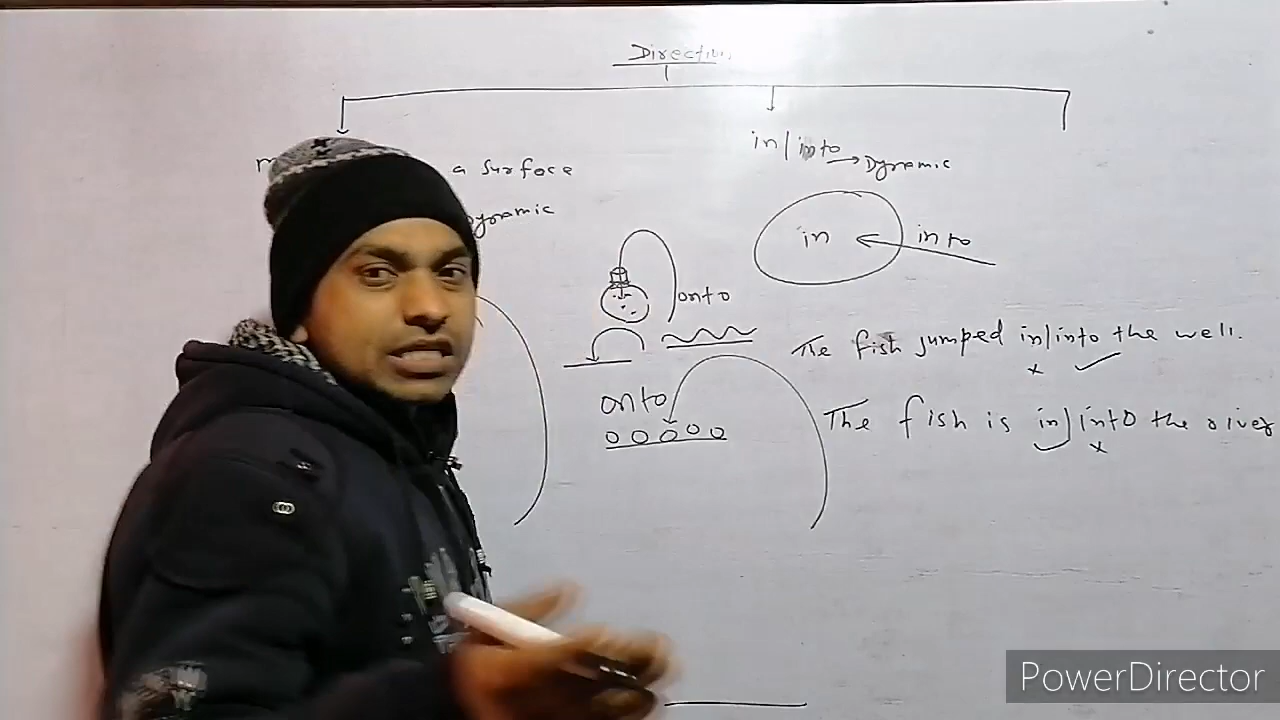 Direction
in/into
→ Dynamic
a surface
Dynamic
in into
onto
The fish jumped in/into the well.
x ✓
onto
The fish is in/into the river
✓ x
PowerDirector